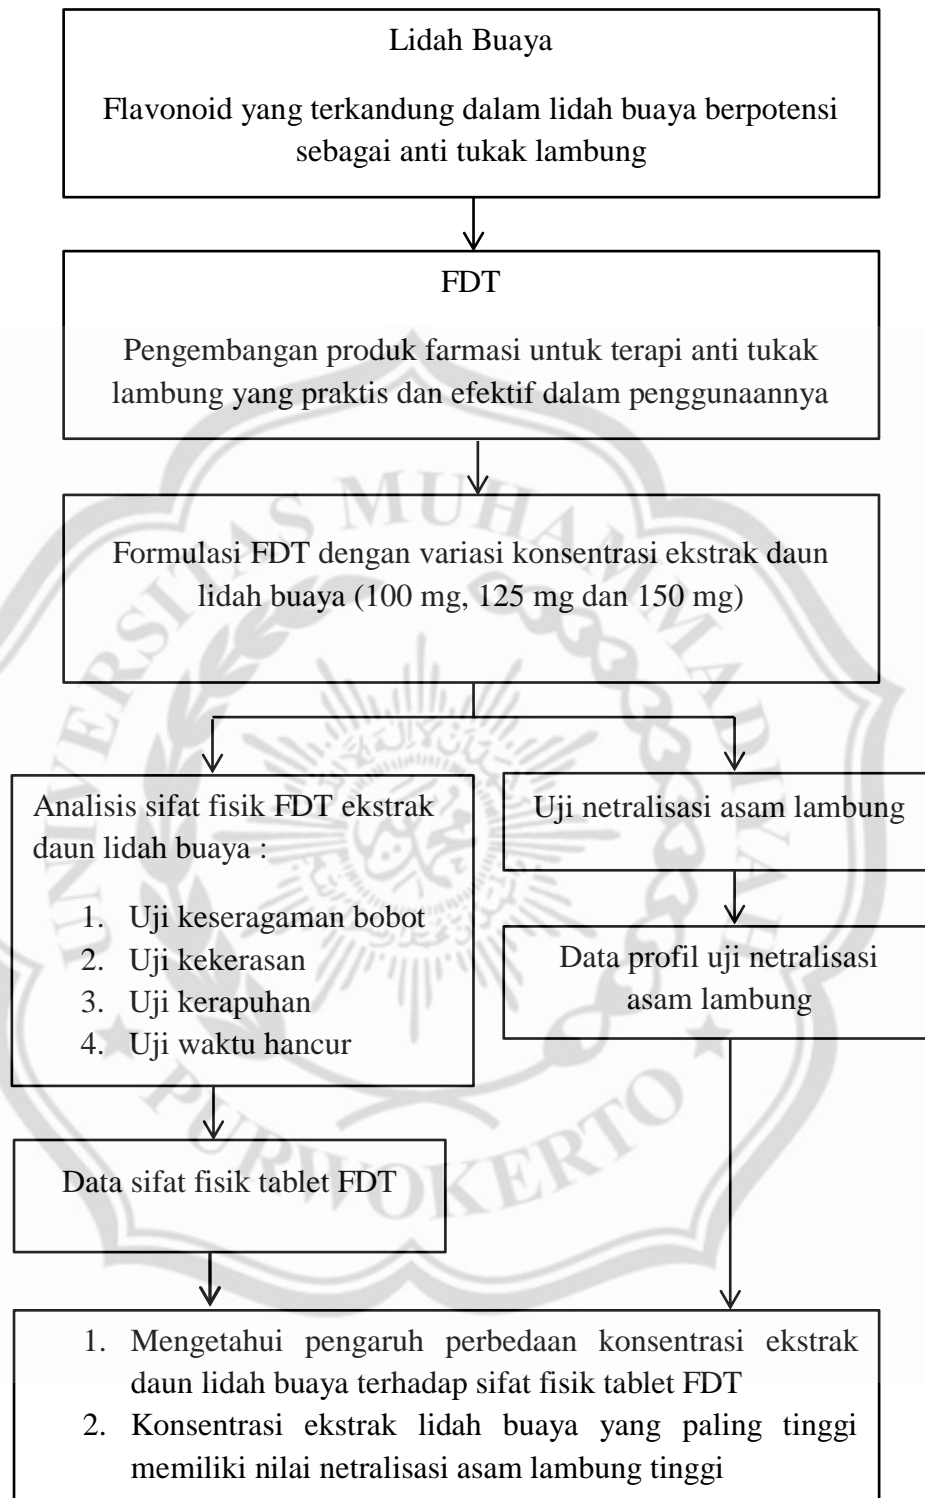 Lidah Buaya
Flavonoid yang terkandung dalam lidah buaya berpotensi
sebagai anti tukak lambung
FDT
Pengembangan produk farmasi untuk terapi anti tukak
lambung yang praktis dan efektif dalam penggunaannya
Formulasi FDT dengan variasi konsentrasi ekstrak daun
lidah buaya (100 mg, 125 mg dan 150 mg)
Analisis sifat fisik FDT ekstrak
daun lidah buaya :
1. Uji keseragaman bobot
2. Uji kekerasan
3. Uji kerapuhan
4. Uji waktu hancur
Uji netralisasi asam lambung
Data profil uji netralisasi
asam lambung
Data sifat fisik tablet FDT
1. Mengetahui pengaruh perbedaan konsentrasi ekstrak
daun lidah buaya terhadap sifat fisik tablet FDT
2. Konsentrasi ekstrak lidah buaya yang paling tinggi
memiliki nilai netralisasi asam lambung tinggi
UNIVERSITAS MUHAMMADIYAH
PURWOKERTO